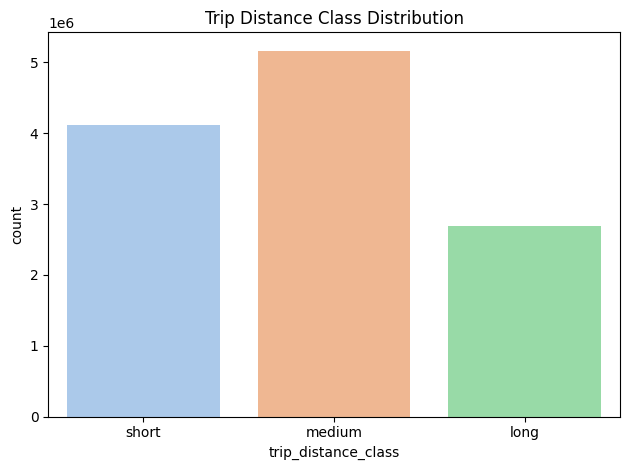 Trip Distance Class Distribution
1e6
5
4
3
2
1
0
count
short medium long
trip_distance_class